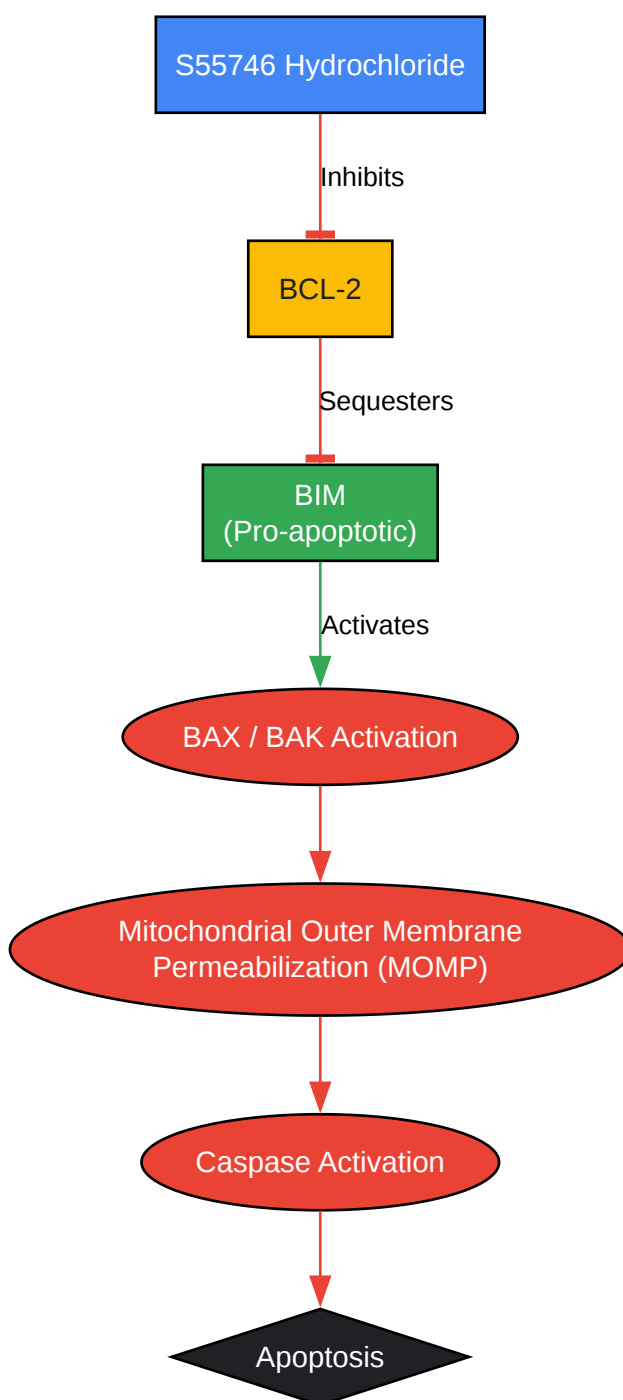 S55746 Hydrochloride
Inhibits
BCL-2
Sequesters
BIM
(Pro-apoptotic)
Activates
BAX / BAK Activation
Mitochondrial Outer Membrane
Permeabilization (MOMP)
Caspase Activation
Apoptosis